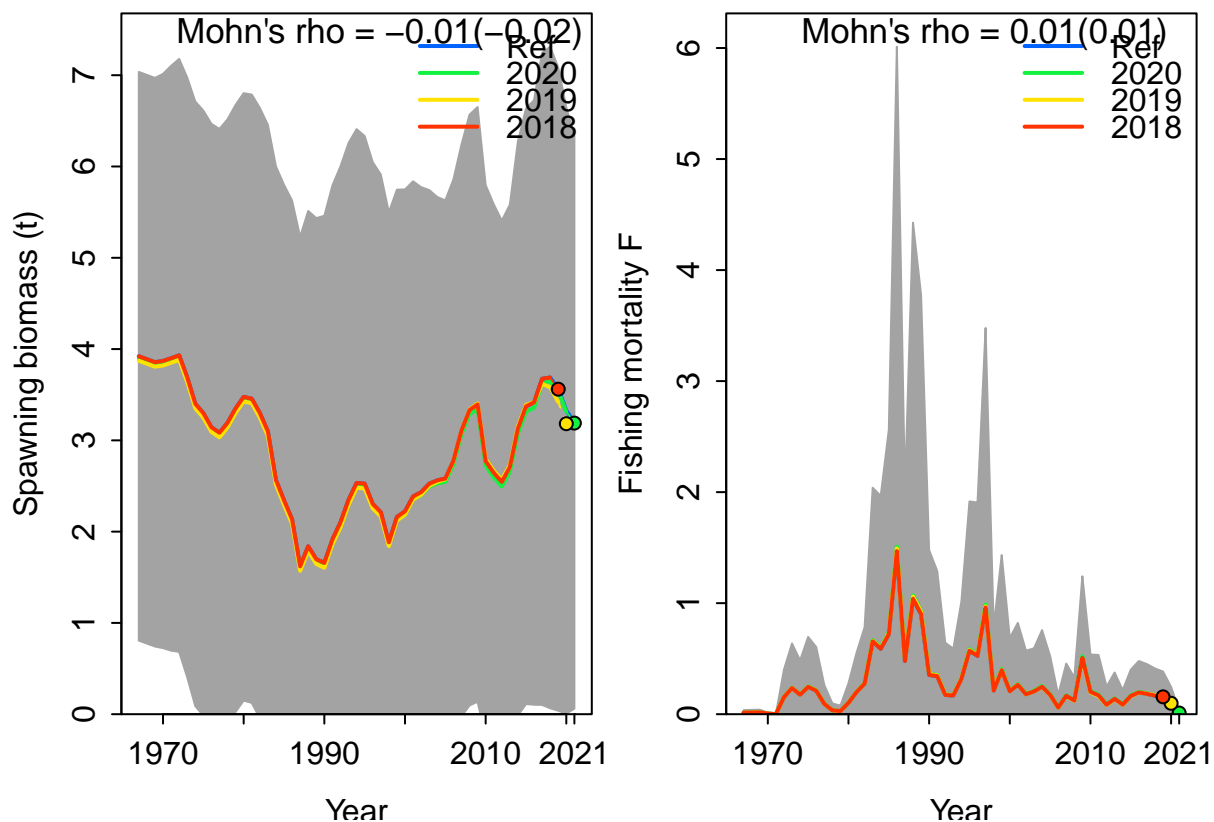 Mohn's rho = −0.01(−0.02)
Ref
2020
2019
2018
Spawning biomass (t)
7
6
5
4
3
2
1
0
1970 1990 2010 2021
Year
Mohn's rho = 0.01(0.01)
Ref
2020
2019
2018
Fishing mortality F
6
5
4
3
2
1
0
1970 1990 2010 2021
Year